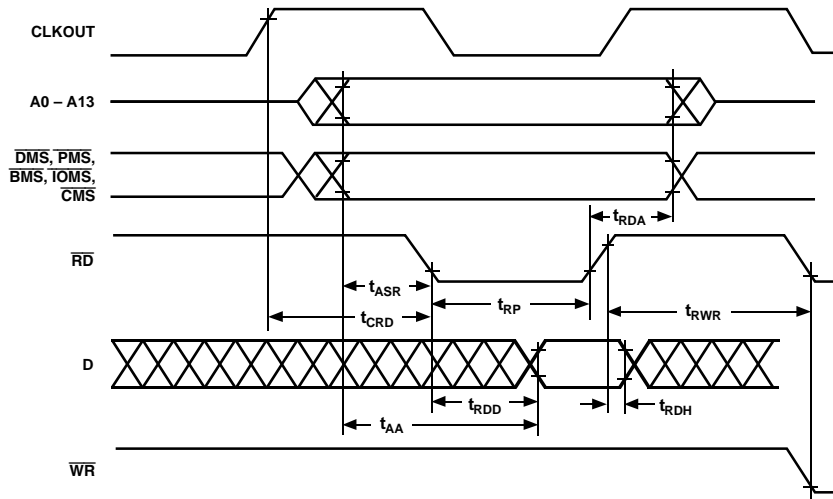 CLKOUT
A0 – A13
DMS, PMS,
BMS, IOMS,
CMS
tRDA
RD
tASR
tRP
tRWR
tCRD
D
tRDD
tRDH
tAA
WR